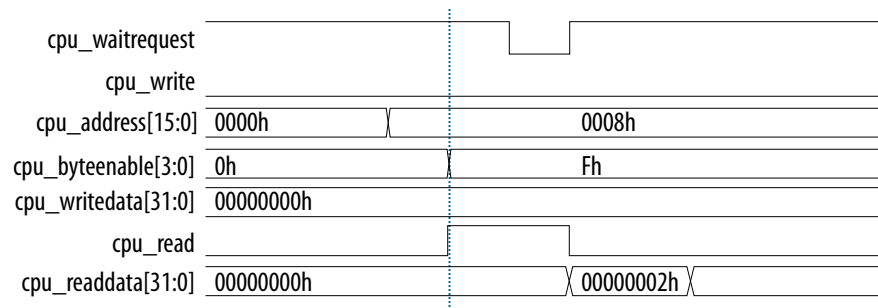 cpu_waitrequest
cpu_write
cpu_address[15:0] 0000h 0008h
cpu_byteenable[3:0] 0h Fh
cpu_writedata[31:0] 00000000h
cpu_read
cpu_readdata[31:0] 00000000h 00000002h